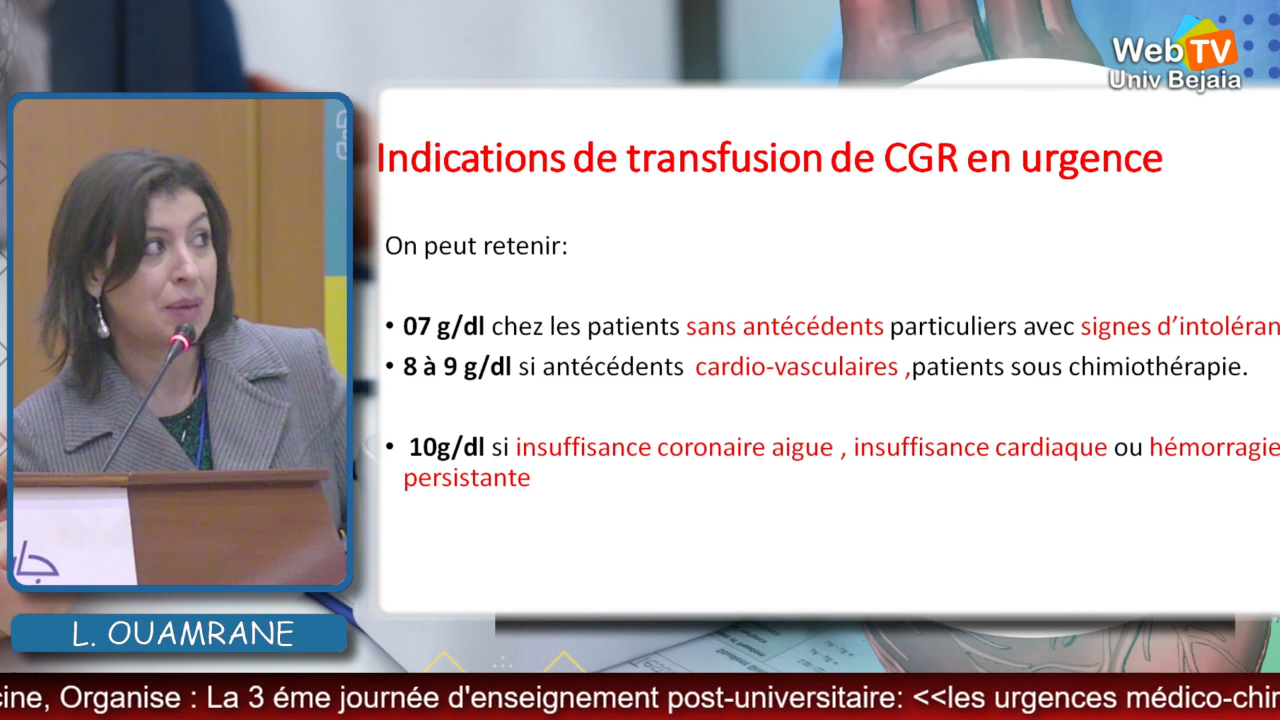 WebTV
Univ Bejaia
Indications de transfusion de CGR en urgence
On peut retenir:
• 07 g/dl chez les patients sans antécédents particuliers avec signes d'intoléran
• 8 à 9 g/dl si antécédents cardio-vasculaires ,patients sous chimiothérapie.
• 10g/dl si insuffisance coronaire aigue , insuffisance cardiaque ou hémorragie
persistante
L. OUAMRANE
cine, Organise : La 3 éme journée d'enseignement post-universitaire: <<les urgences médico-chir